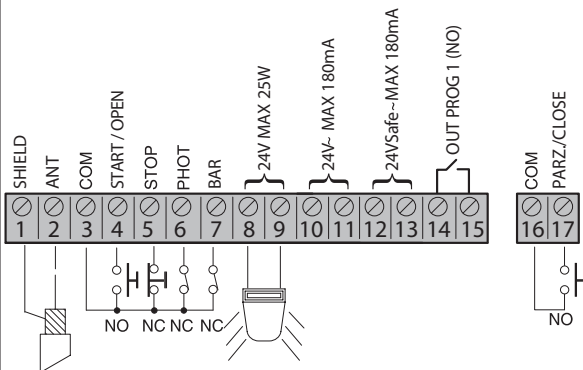 SHIELD
ANT
COM
START / OPEN
STOP
PHOT
BAR
24V MAX 25W
24V~ MAX 180mA
24VSafe~MAX 180mA
OUT PROG 1 (NO)
COM
PARZ./CLOSE
1 2 3 4 5 6 7 8 9 10 11 12 13 14 15
16 17
NO NC NC NC
NO